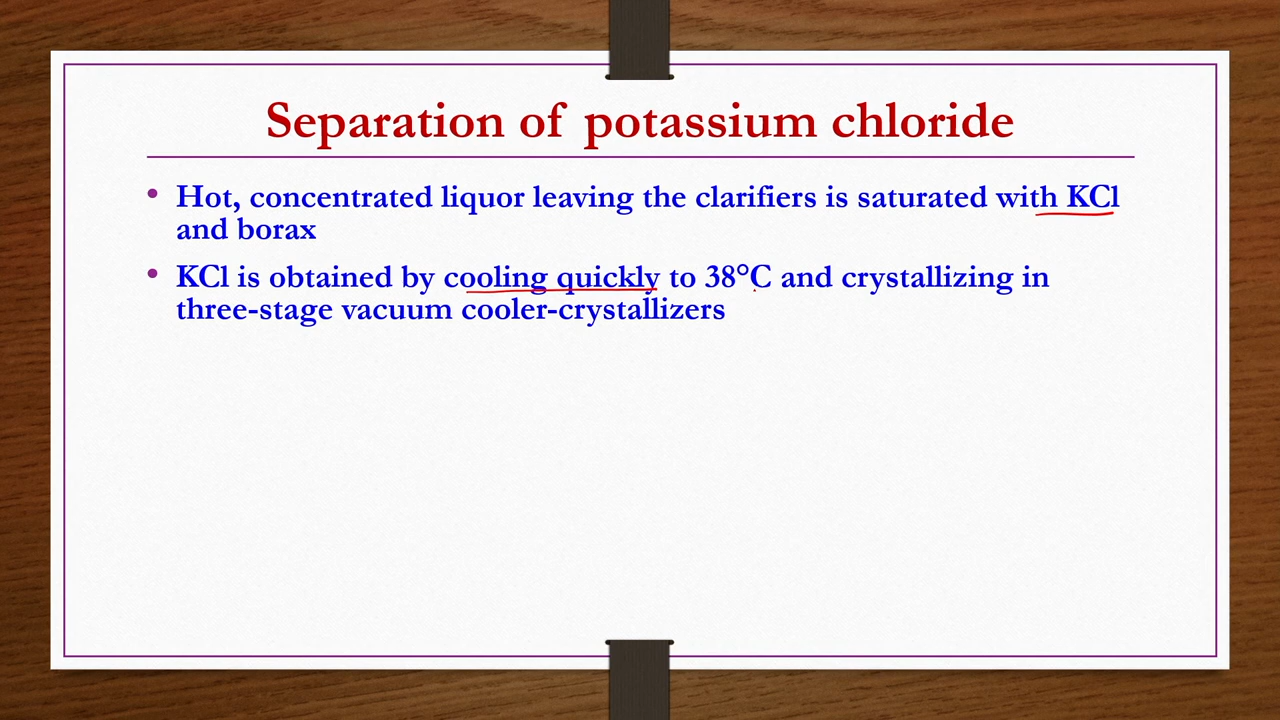 Separation of potassium chloride
• Hot, concentrated liquor leaving the clarifiers is saturated with KCl
and borax
• KCl is obtained by cooling quickly to 38°C and crystallizing in
three-stage vacuum cooler-crystallizers